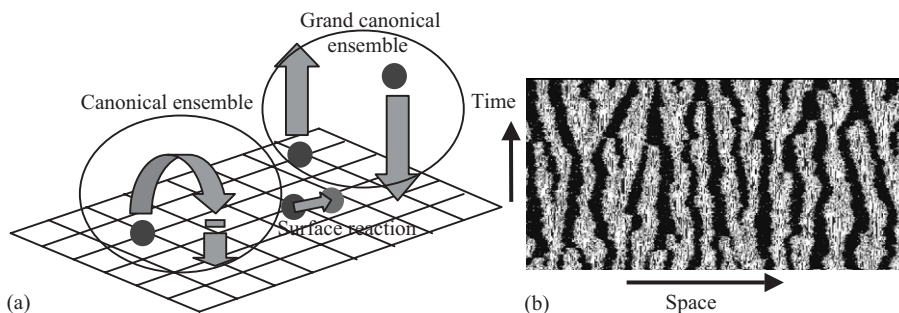 Grand canonical
ensemble
Canonical ensemble
Surface reaction
(a)
Time
Space
(b)